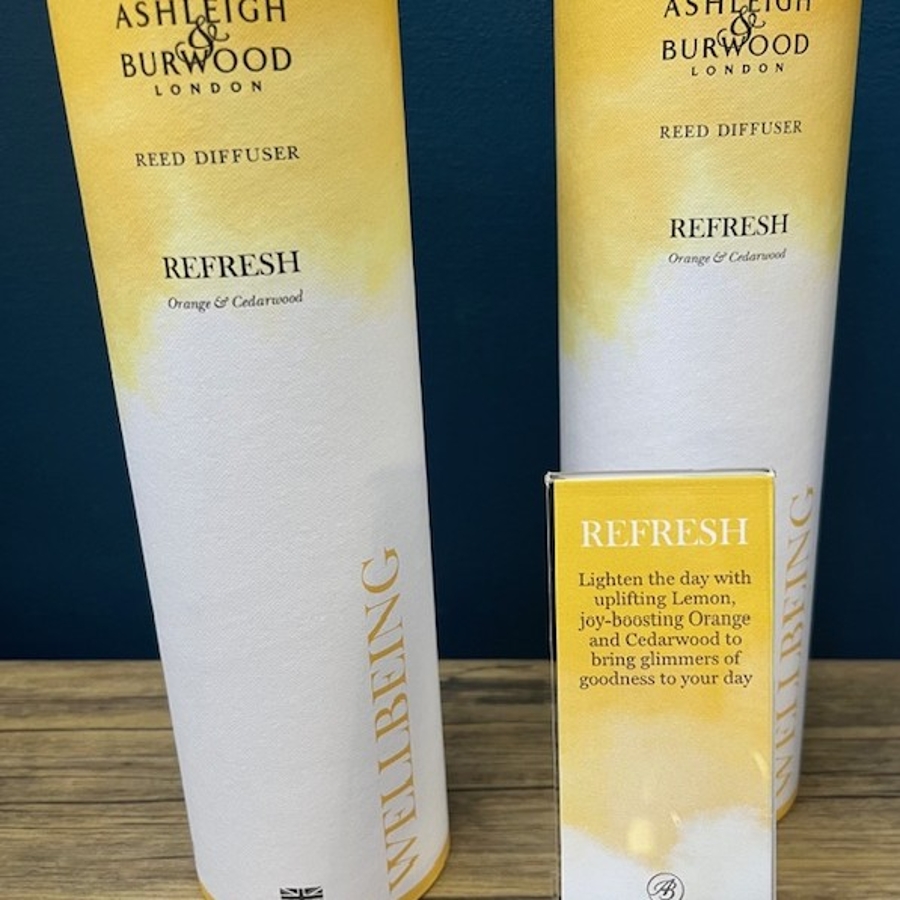 ASHLEIGH
&
BURWOOD
LONDON
REED DIFFUSER
REFRESH
Orange & Cedarwood
WELLBEING
ASHLEIGH
&
BURWOOD
LONDON
REED DIFFUSER
REFRESH
Orange & Cedarwood
WELLBEING
REFRESH
Lighten the day with
uplifting Lemon,
joy-boosting Orange
and Cedarwood to
bring glimmers of
goodness to your day
AB